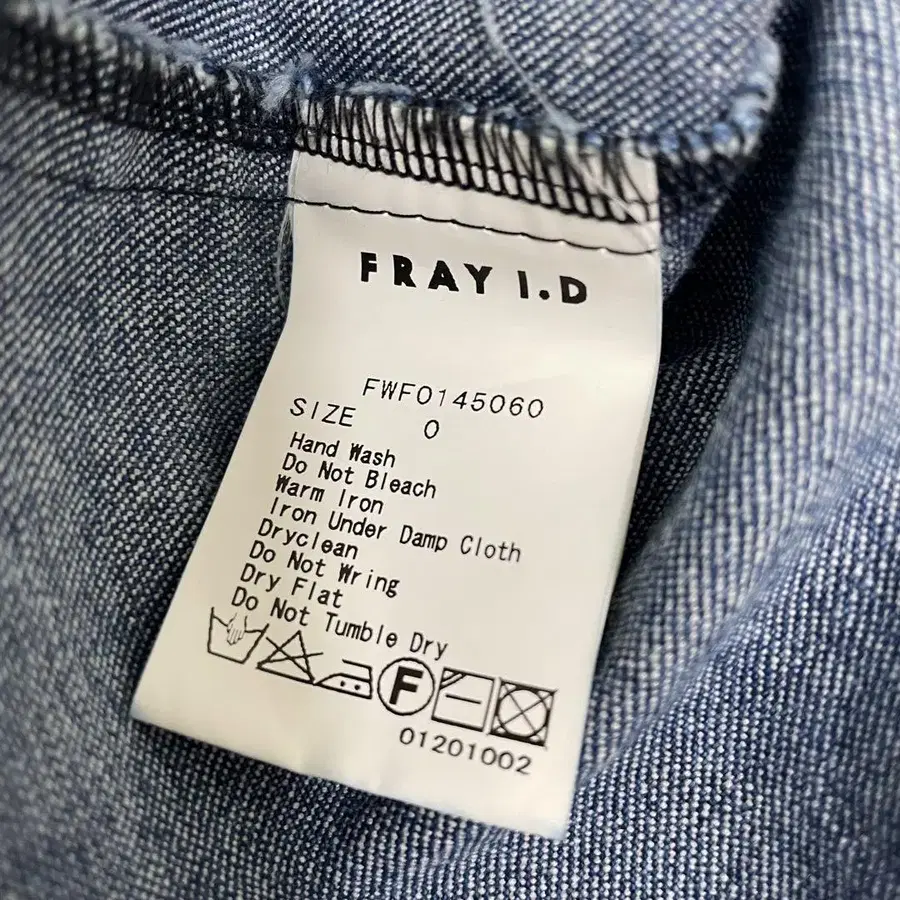 FRAY I.D
FWF0145060
SIZE 0
Hand Wash
Do Not Bleach
Warm Iron
Iron Under Damp Cloth
Dryclean
Do Not Wring
Dry Flat
Do Not Tumble Dry
F
01201002